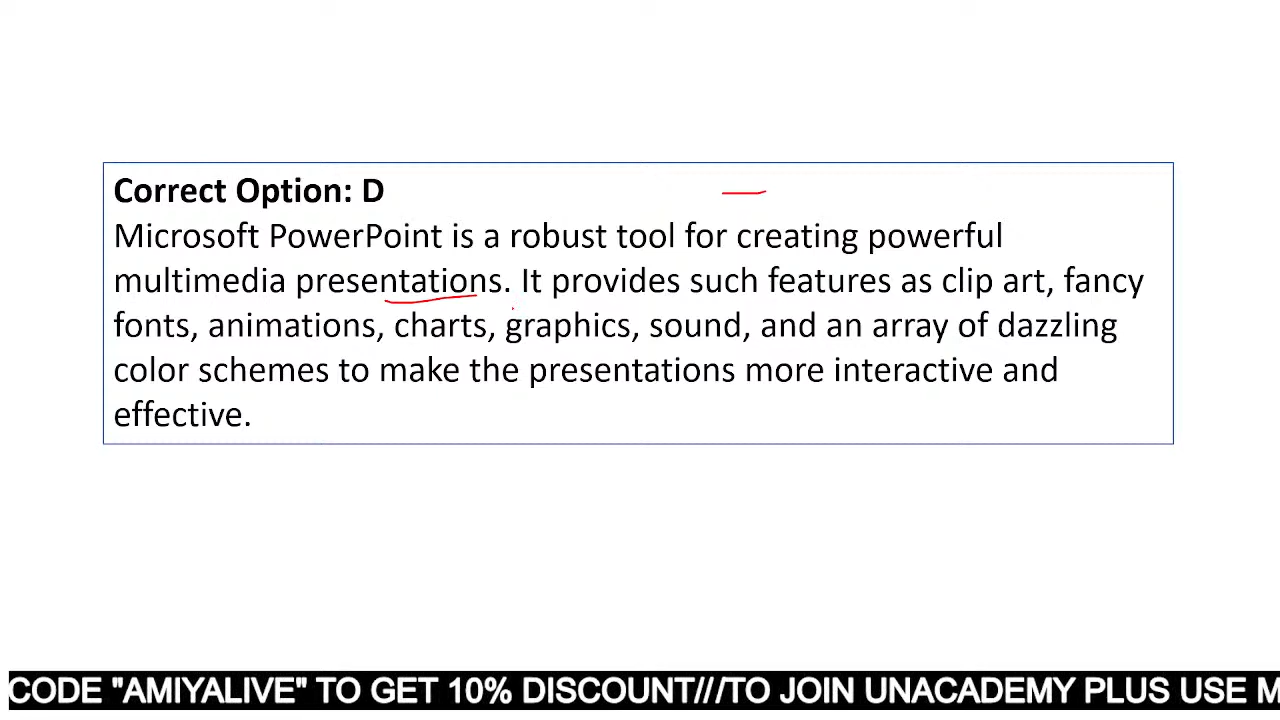 Correct Option: D
Microsoft PowerPoint is a robust tool for creating powerful
multimedia presentations. It provides such features as clip art, fancy
fonts, animations, charts, graphics, sound, and an array of dazzling
color schemes to make the presentations more interactive and
effective.
CODE "AMIYALIVE" TO GET 10% DISCOUNT///TO JOIN UNACADEMY PLUS USE M